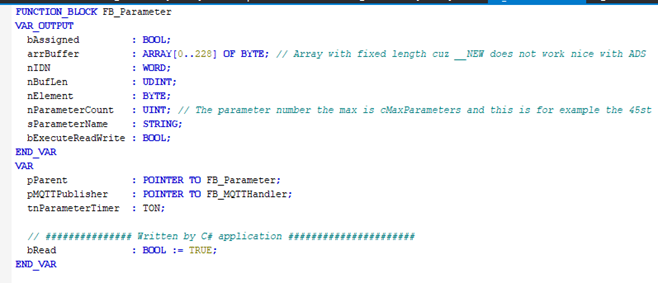 FUNCTION_BLOCK FB_Parameter
VAR_OUTPUT
bAssigned : BOOL;
arrBuffer : ARRAY[0..228] OF BYTE; // Array with fixed length cuz __NEW does not work nice with ADS
nIDN : WORD;
nBufLen : UDINT;
nElement : BYTE;
nParameterCount : UINT; // The parameter number the max is cMaxParameters and this is for example the 45st
sParameterName : STRING;
bExecuteReadWrite : BOOL;
END_VAR
VAR
pParent : POINTER TO FB_Parameter;
pMQTTPublisher : POINTER TO FB_MQTTHandler;
tnParameterTimer : TON;
// ############### Written by C# application ######################
bRead : BOOL := TRUE;
END_VAR